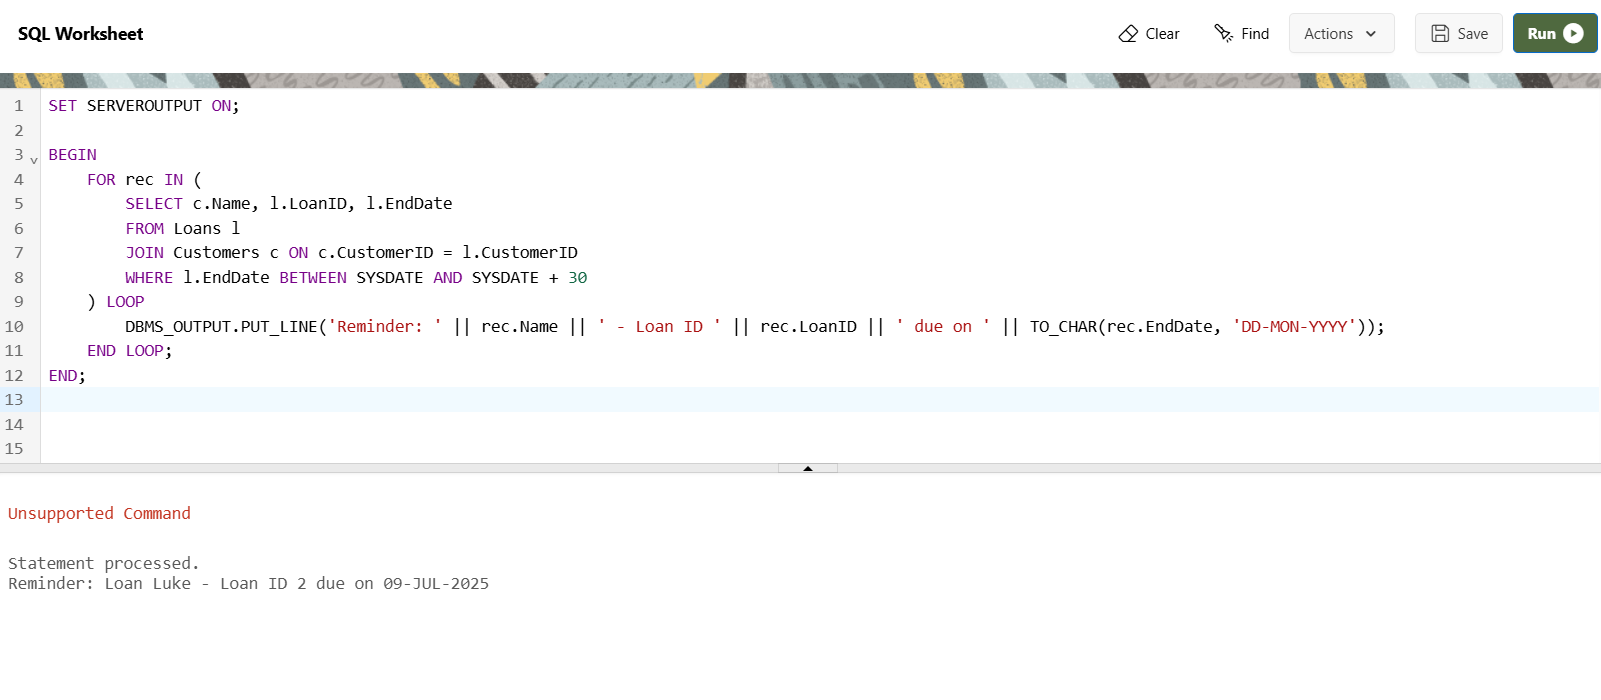 SQL Worksheet
Clear Find Actions Save Run
1 SET SERVEROUTPUT ON;
2
3 BEGIN
4     FOR rec IN (
5         SELECT c.Name, l.LoanID, l.EndDate
6         FROM Loans l
7         JOIN Customers c ON c.CustomerID = l.CustomerID
8         WHERE l.EndDate BETWEEN SYSDATE AND SYSDATE + 30
9     ) LOOP
10         DBMS_OUTPUT.PUT_LINE('Reminder: ' || rec.Name || ' - Loan ID ' || rec.LoanID || ' due on ' || TO_CHAR(rec.EndDate, 'DD-MON-YYYY'));
11     END LOOP;
12 END;
13
14
15
Unsupported Command
Statement processed.
Reminder: Loan Luke - Loan ID 2 due on 09-JUL-2025